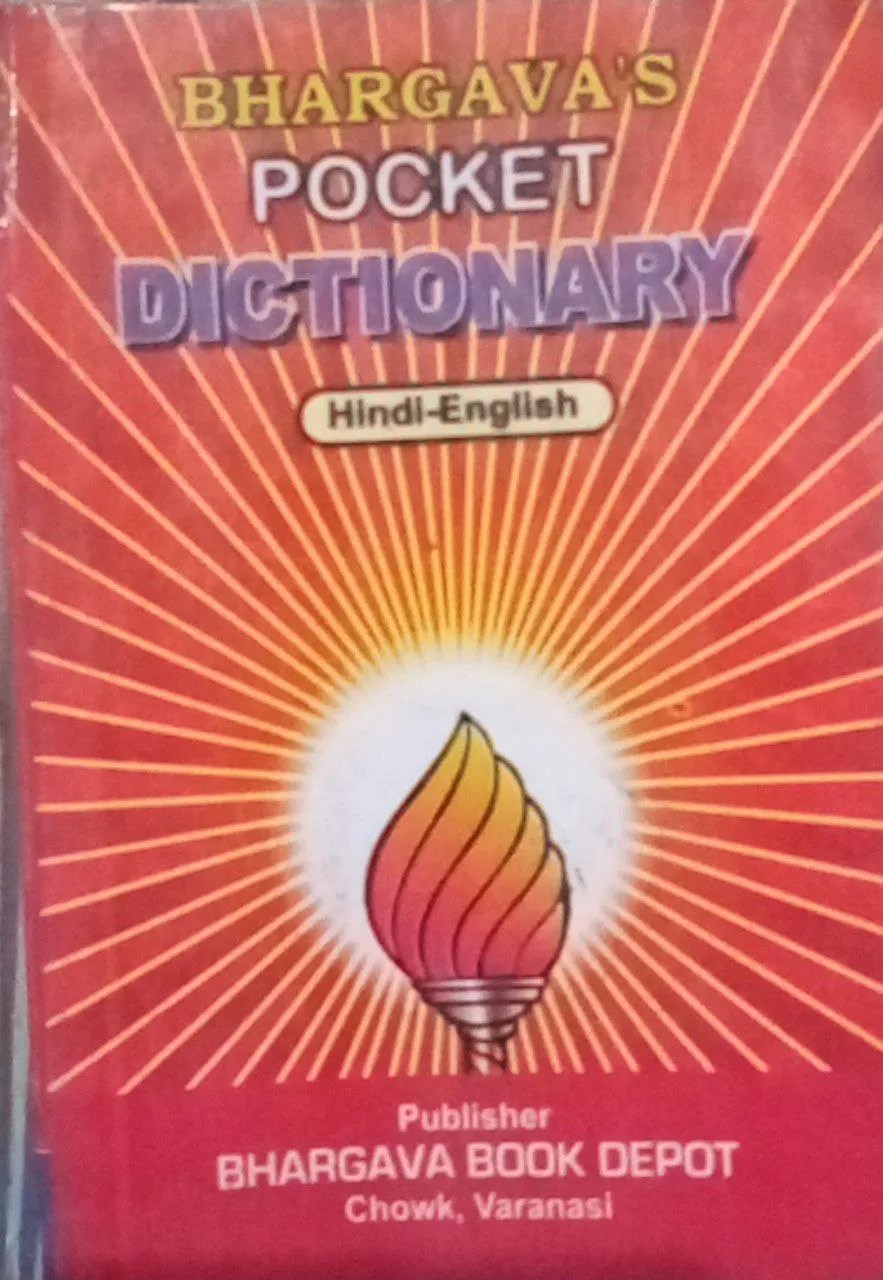 BHARGAVA'S
POCKET
DICTIONARY
Hindi-English
Publisher
BHARGAVA BOOK DEPOT
Chowk, Varanasi